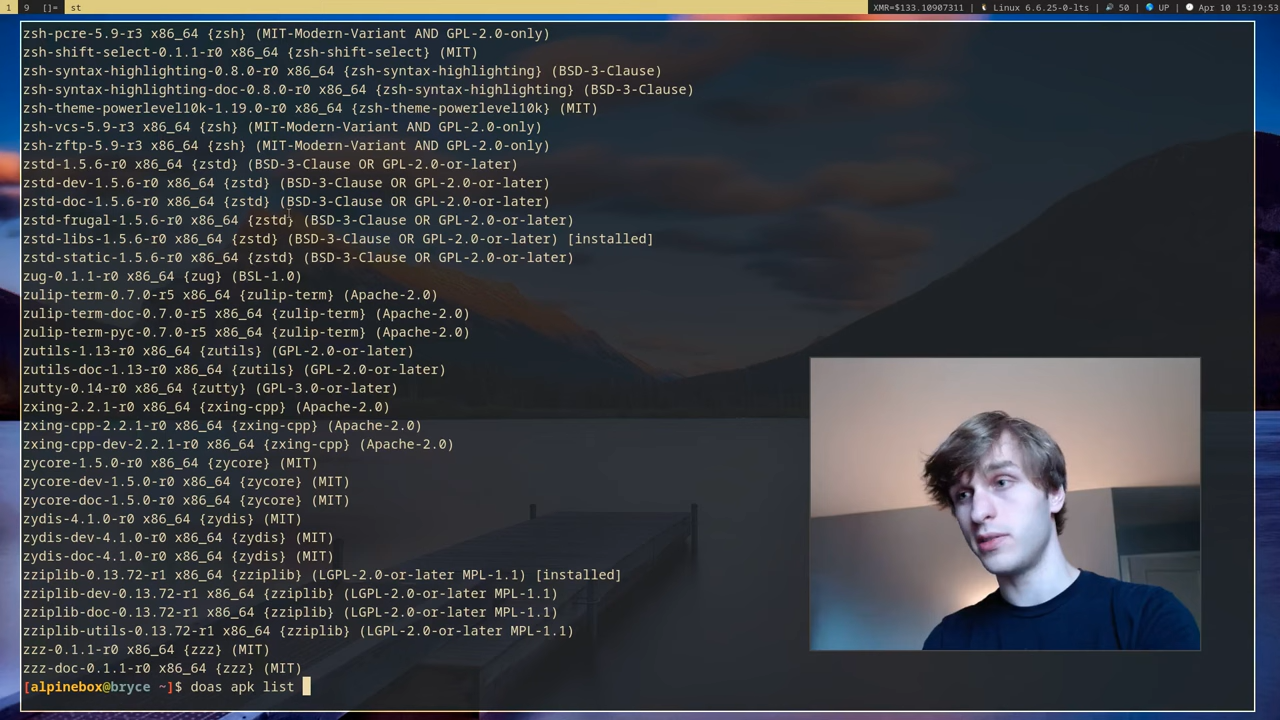 1 9 []= st XMR=$133.10907311 | Linux 6.6.25-0-lts | 50 | UP | Apr 10 15:19:53
zsh-pcre-5.9-r3 x86_64 {zsh} (MIT-Modern-Variant AND GPL-2.0-only)
zsh-shift-select-0.1.1-r0 x86_64 {zsh-shift-select} (MIT)
zsh-syntax-highlighting-0.8.0-r0 x86_64 {zsh-syntax-highlighting} (BSD-3-Clause)
zsh-syntax-highlighting-doc-0.8.0-r0 x86_64 {zsh-syntax-highlighting} (BSD-3-Clause)
zsh-theme-powerlevel10k-1.19.0-r0 x86_64 {zsh-theme-powerlevel10k} (MIT)
zsh-vcs-5.9-r3 x86_64 {zsh} (MIT-Modern-Variant AND GPL-2.0-only)
zsh-zftp-5.9-r3 x86_64 {zsh} (MIT-Modern-Variant AND GPL-2.0-only)
zstd-1.5.6-r0 x86_64 {zstd} (BSD-3-Clause OR GPL-2.0-or-later)
zstd-dev-1.5.6-r0 x86_64 {zstd} (BSD-3-Clause OR GPL-2.0-or-later)
zstd-doc-1.5.6-r0 x86_64 {zstd} (BSD-3-Clause OR GPL-2.0-or-later)
zstd-frugal-1.5.6-r0 x86_64 {zstd} (BSD-3-Clause OR GPL-2.0-or-later)
zstd-libs-1.5.6-r0 x86_64 {zstd} (BSD-3-Clause OR GPL-2.0-or-later) [installed]
zstd-static-1.5.6-r0 x86_64 {zstd} (BSD-3-Clause OR GPL-2.0-or-later)
zug-0.1.1-r0 x86_64 {zug} (BSL-1.0)
zulip-term-0.7.0-r5 x86_64 {zulip-term} (Apache-2.0)
zulip-term-doc-0.7.0-r5 x86_64 {zulip-term} (Apache-2.0)
zulip-term-pyc-0.7.0-r5 x86_64 {zulip-term} (Apache-2.0)
zutils-1.13-r0 x86_64 {zutils} (GPL-2.0-or-later)
zutils-doc-1.13-r0 x86_64 {zutils} (GPL-2.0-or-later)
zutty-0.14-r0 x86_64 {zutty} (GPL-3.0-or-later)
zxing-2.2.1-r0 x86_64 {zxing-cpp} (Apache-2.0)
zxing-cpp-2.2.1-r0 x86_64 {zxing-cpp} (Apache-2.0)
zxing-cpp-dev-2.2.1-r0 x86_64 {zxing-cpp} (Apache-2.0)
zycore-1.5.0-r0 x86_64 {zycore} (MIT)
zycore-dev-1.5.0-r0 x86_64 {zycore} (MIT)
zycore-doc-1.5.0-r0 x86_64 {zycore} (MIT)
zydis-4.1.0-r0 x86_64 {zydis} (MIT)
zydis-dev-4.1.0-r0 x86_64 {zydis} (MIT)
zydis-doc-4.1.0-r0 x86_64 {zydis} (MIT)
zziplib-0.13.72-r1 x86_64 {zziplib} (LGPL-2.0-or-later MPL-1.1) [installed]
zziplib-dev-0.13.72-r1 x86_64 {zziplib} (LGPL-2.0-or-later MPL-1.1)
zziplib-doc-0.13.72-r1 x86_64 {zziplib} (LGPL-2.0-or-later MPL-1.1)
zziplib-utils-0.13.72-r1 x86_64 {zziplib} (LGPL-2.0-or-later MPL-1.1)
zzz-0.1.1-r0 x86_64 {zzz} (MIT)
zzz-doc-0.1.1-r0 x86_64 {zzz} (MIT)
[alpinebox@bryce ~]$ doas apk list